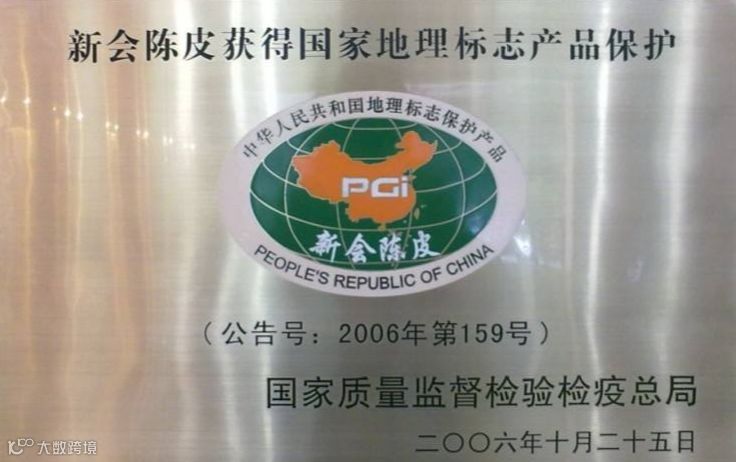 新会陈皮获得国家地理标志产品保护
中华人民共和国地理标志保护产品
PGi
新会陈皮
PEOPLE'S REPUBLIC OF CHINA
（公告号：2006年第159号）
国家质量监督检验检疫总局
二〇〇六年十月二十五日
大数跨境